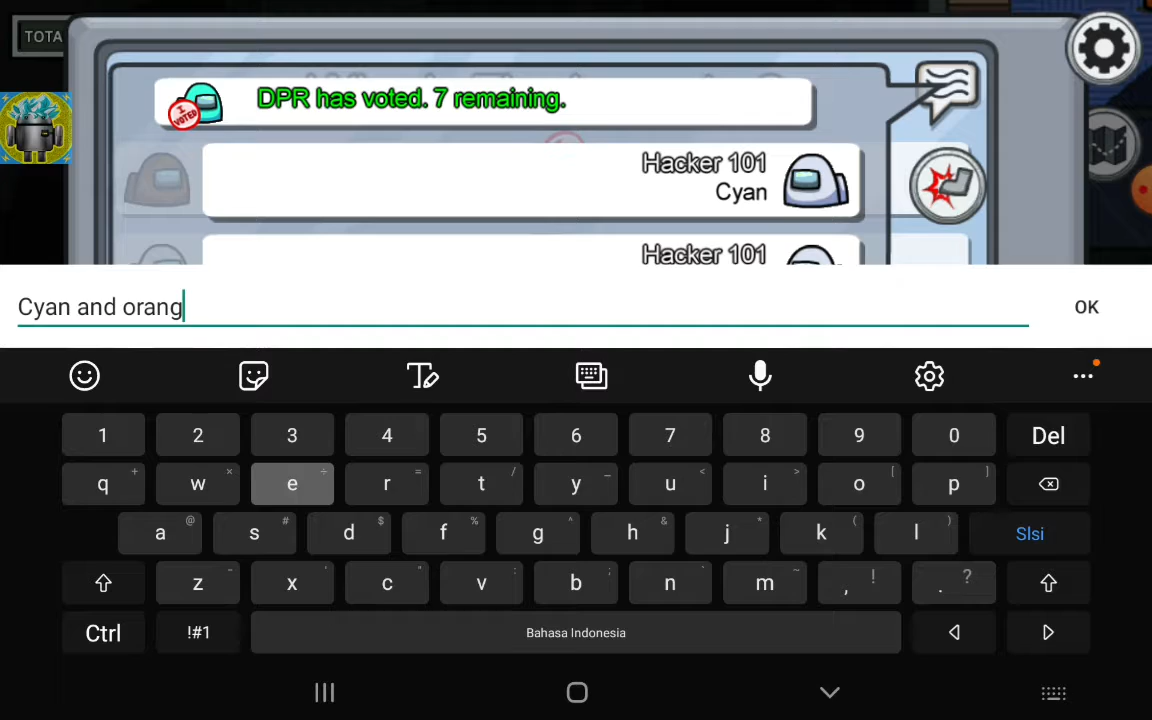 TOTA
DPR has voted. 7 remaining.
I VOTED
Hacker 101
Cyan
Hacker 101
Cyan and orang
OK
1 2 3 4 5 6 7 8 9 0 Del
q w e r t y u i o p
a s d f g h j k l Slsi
z x c v b n m , ! . ?
Ctrl !#1 Bahasa Indonesia